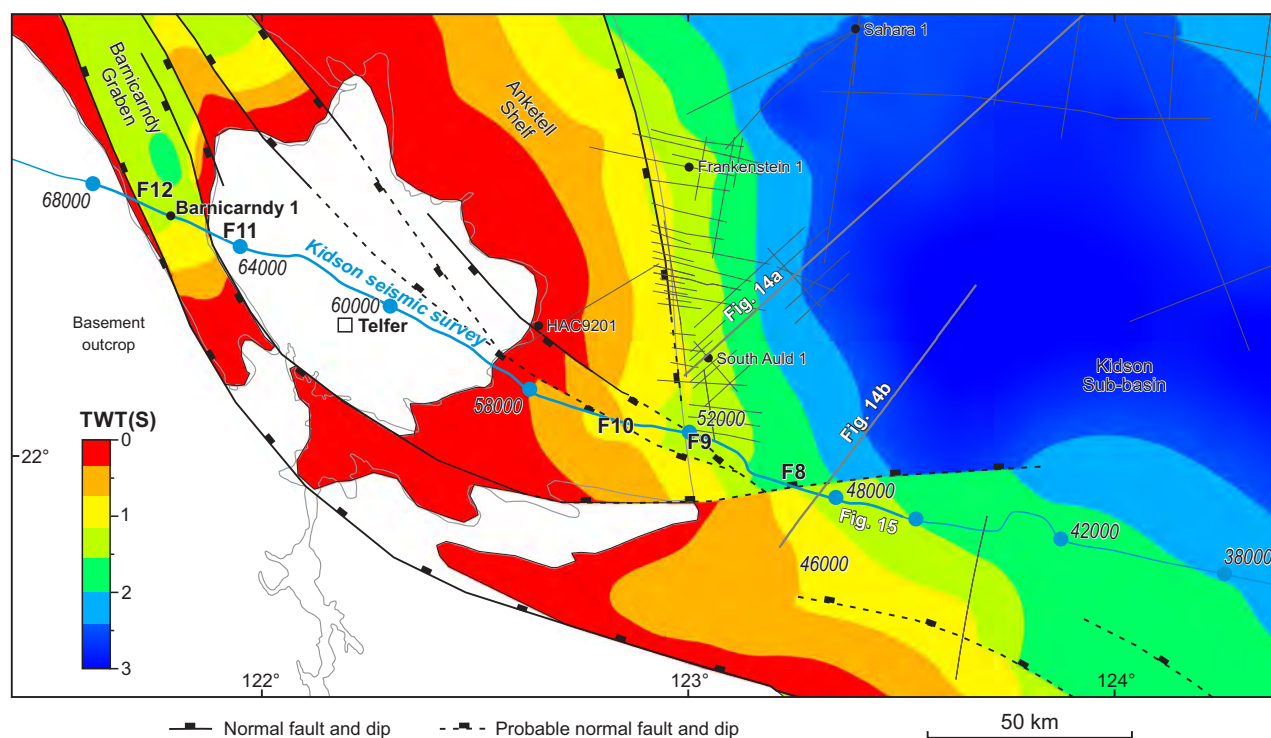 Sahara 1
Barnicarndy
Graben
Anketell
Shelf
Frankenstein 1
68000
F12
Barnicarndy 1
F11
64000
Kidson seismic survey
60000
Telfer
Basement
outcrop
HAC9201
Fig. 14a
South Auld 1
Kidson
Sub-basin
Fig. 14b
58000
F10
52000
F9
F8
48000
Fig. 15
46000
42000
38000
TWT(S)
0
1
2
3
22°
122°
123°
124°
Normal fault and dip
Probable normal fault and dip
50 km